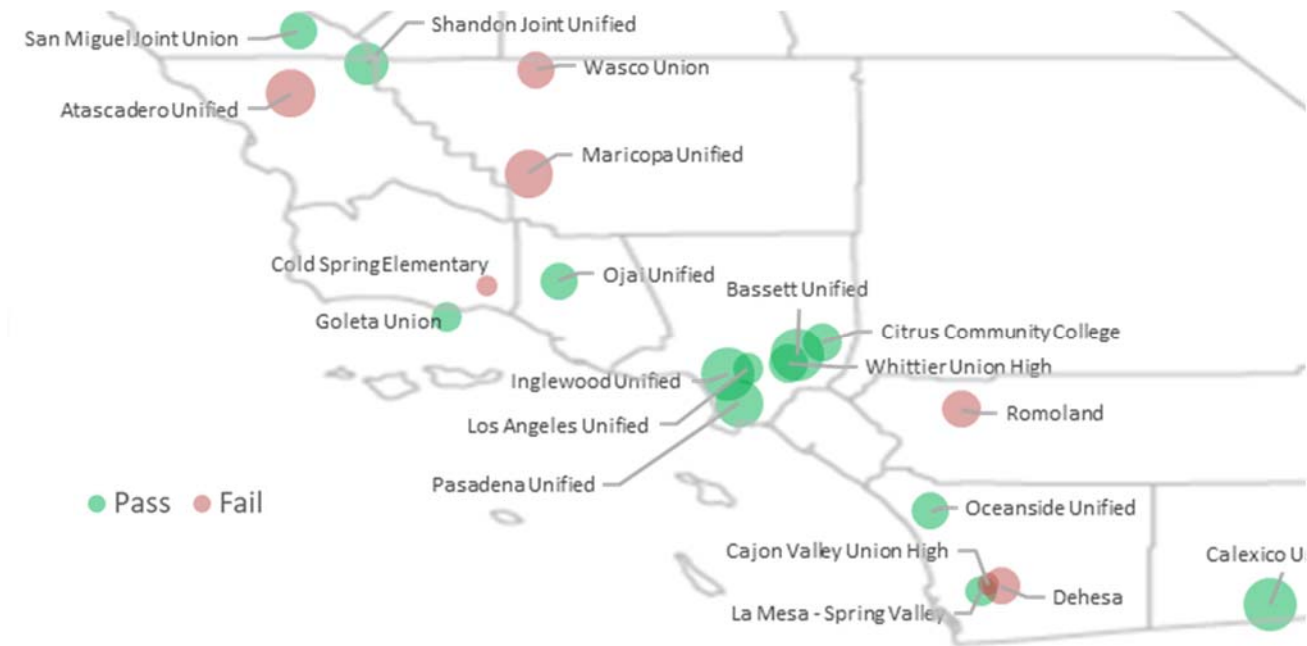 Shandon Joint Unified
San Miguel Joint Union
Wasco Union
Atascadero Unified
Maricopa Unified
Cold Spring Elementary
Ojai Unified
Bassett Unified
Goleta Union
Citrus Community College
Whittier Union High
Inglewood Unified
Romoland
Los Angeles Unified
Pasadena Unified
Pass
Fail
Oceanside Unified
Cajon Valley Union High
Calexico U
Dehesa
La Mesa - Spring Valley